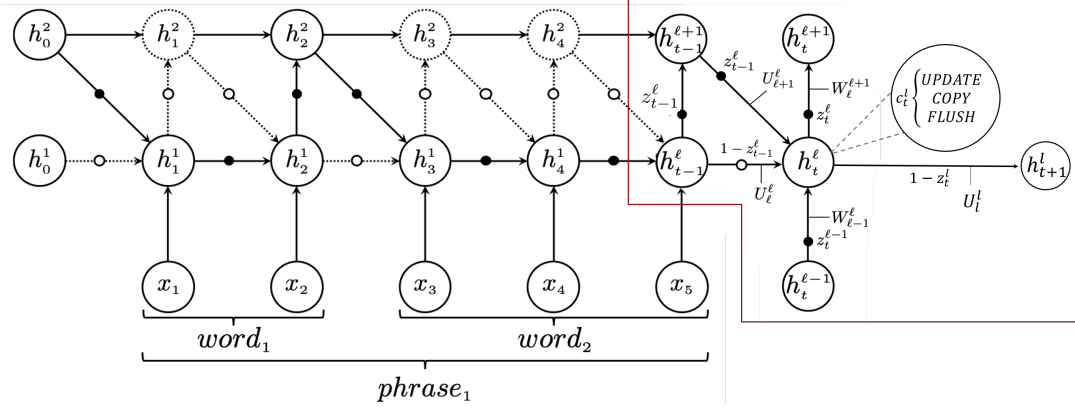 h_0^2 h_1^2 h_2^2 h_3^2 h_4^2 h_{t-1}^{ℓ+1} h_t^{ℓ+1}
z_{t-1}^ℓ
U_{ℓ+1}^ℓ
W_ℓ^{ℓ+1}
c_t^l { UPDATE
COPY
FLUSH
z_{t-1}^ℓ z_t^ℓ
1 − z_{t-1}^ℓ
h_0^1 h_1^1 h_2^1 h_3^1 h_4^1 h_{t-1}^ℓ h_t^ℓ h_{t+1}^l
1 − z_t^l
U_ℓ^ℓ U_l^l
W_{ℓ-1}^ℓ
z_t^{ℓ-1}
x_1 x_2 x_3 x_4 x_5 h_t^{ℓ-1}
word_1 word_2
phrase_1